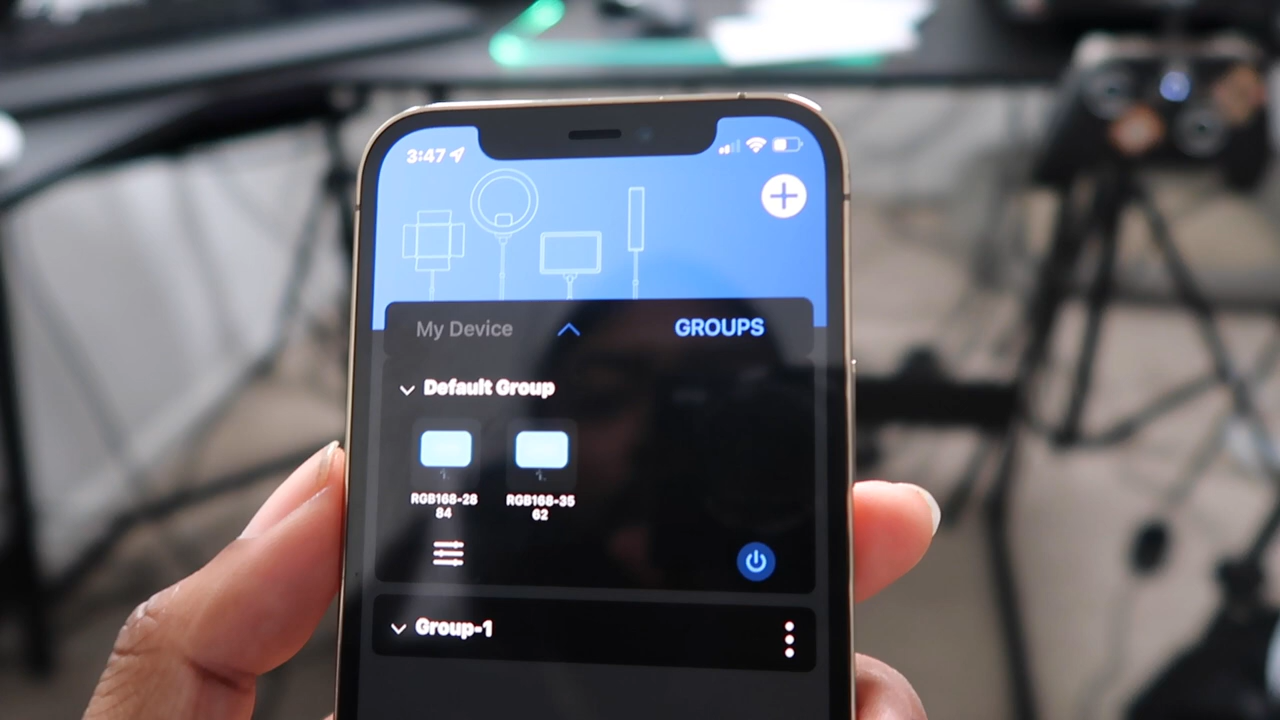 3:47
My Device
GROUPS
Default Group
RGB168-28
84
RGB168-35
62
Group-1